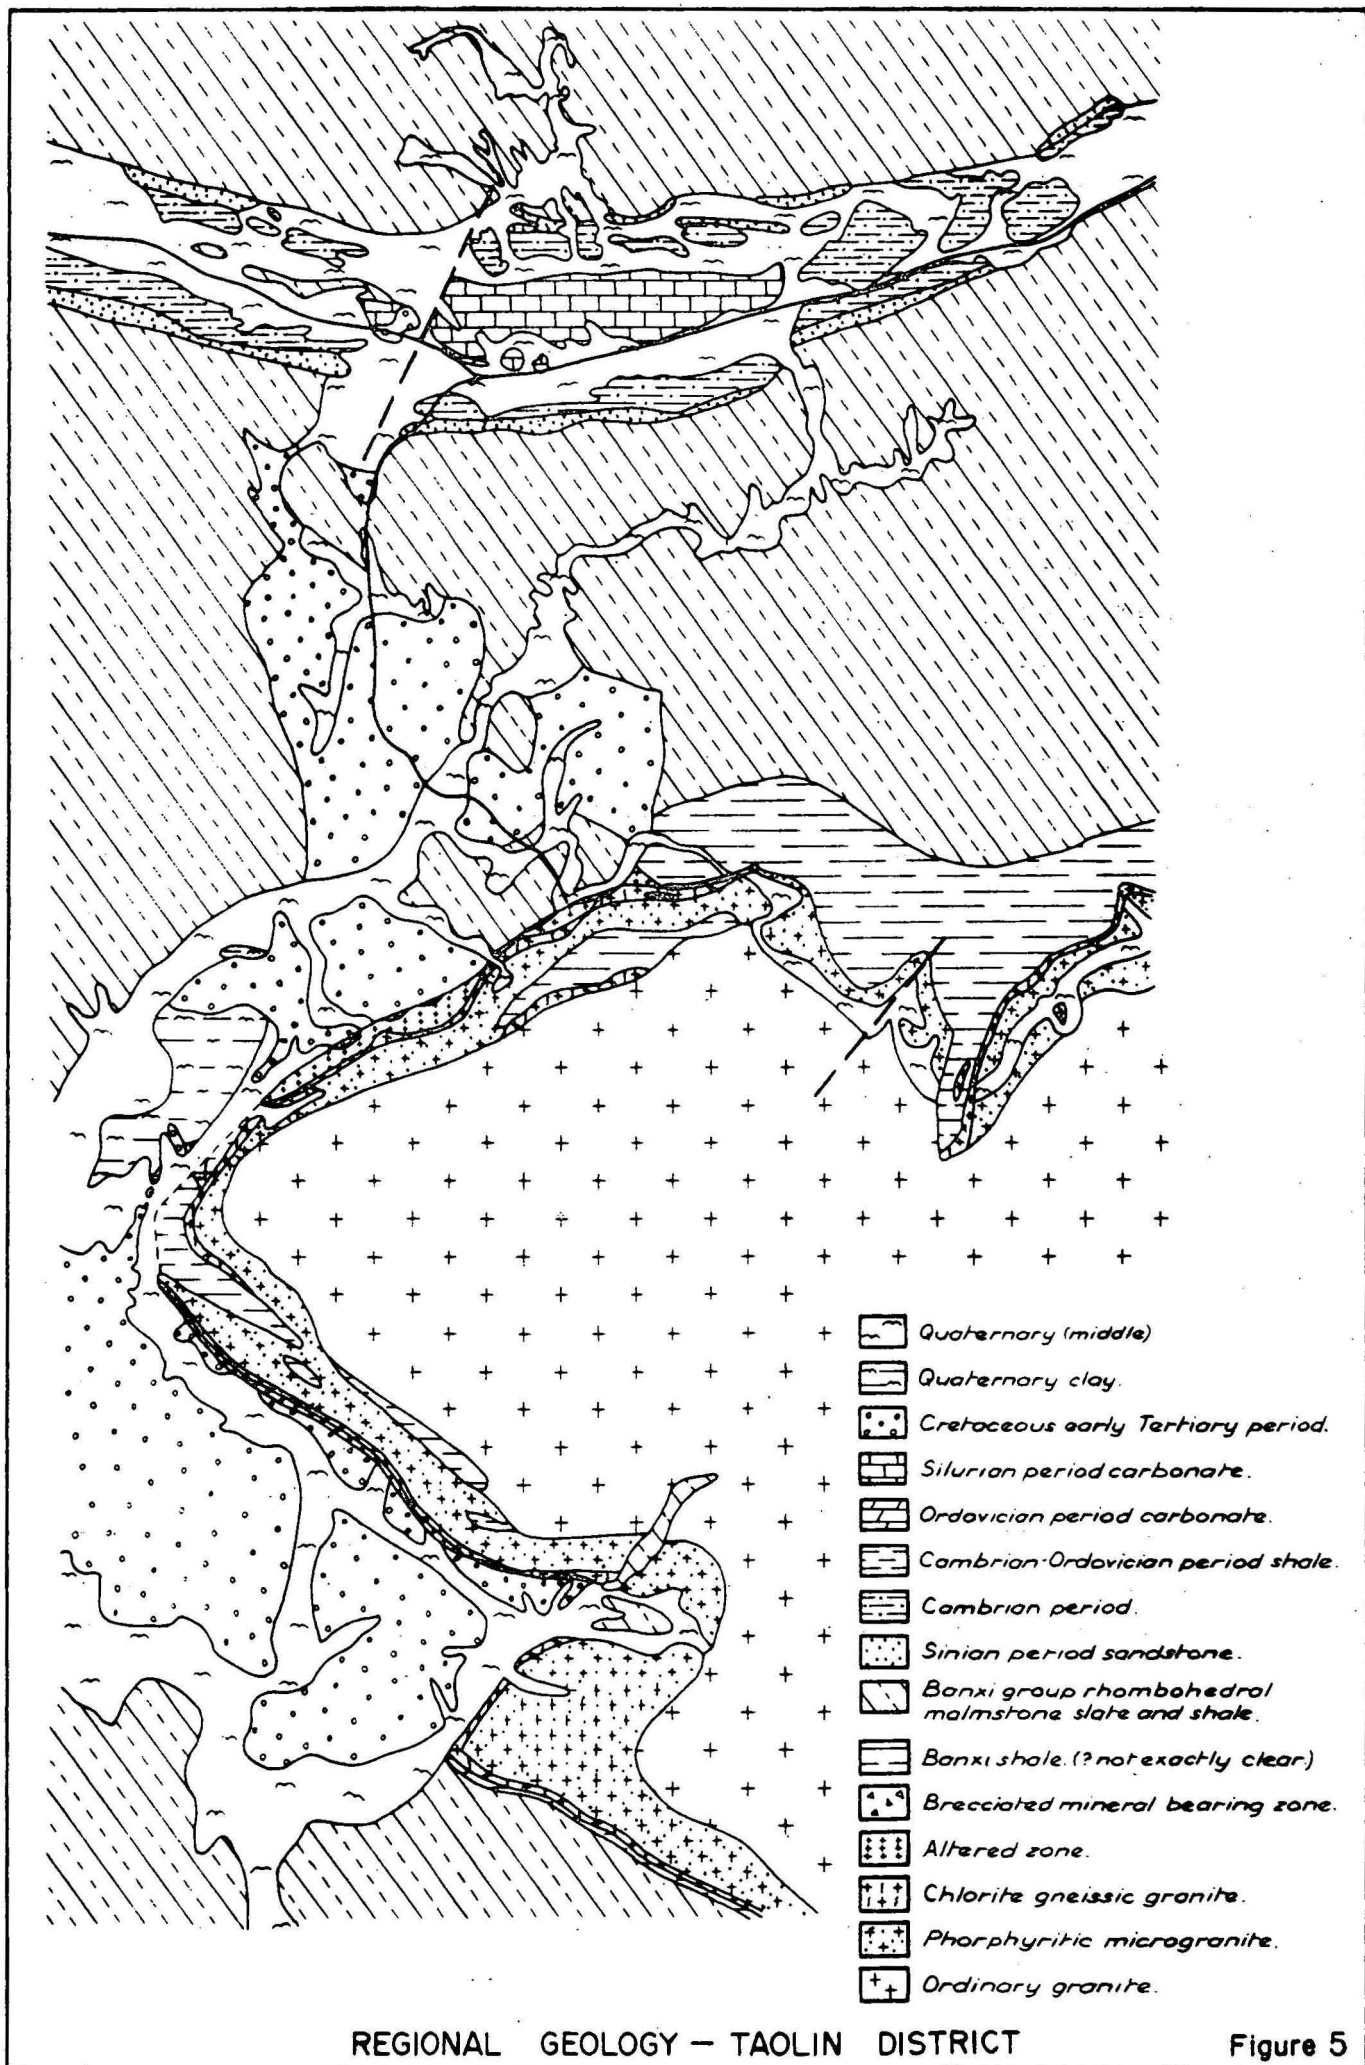 Quaternary (middle)
Quaternary clay.
Cretaceous early Tertiary period.
Silurian period carbonate.
Ordovician period carbonate.
Cambrian-Ordovician period shale.
Cambrian period.
Sinian period sandstone.
Banxi group rhombohedral
malmstone slate and shale.
Banxi shale. (? not exactly clear.)
Brecciated mineral bearing zone.
Altered zone.
Chlorite gneissic granite.
Phorphyritic microgranite.
Ordinary granite.
REGIONAL GEOLOGY — TAOLIN DISTRICT
Figure 5